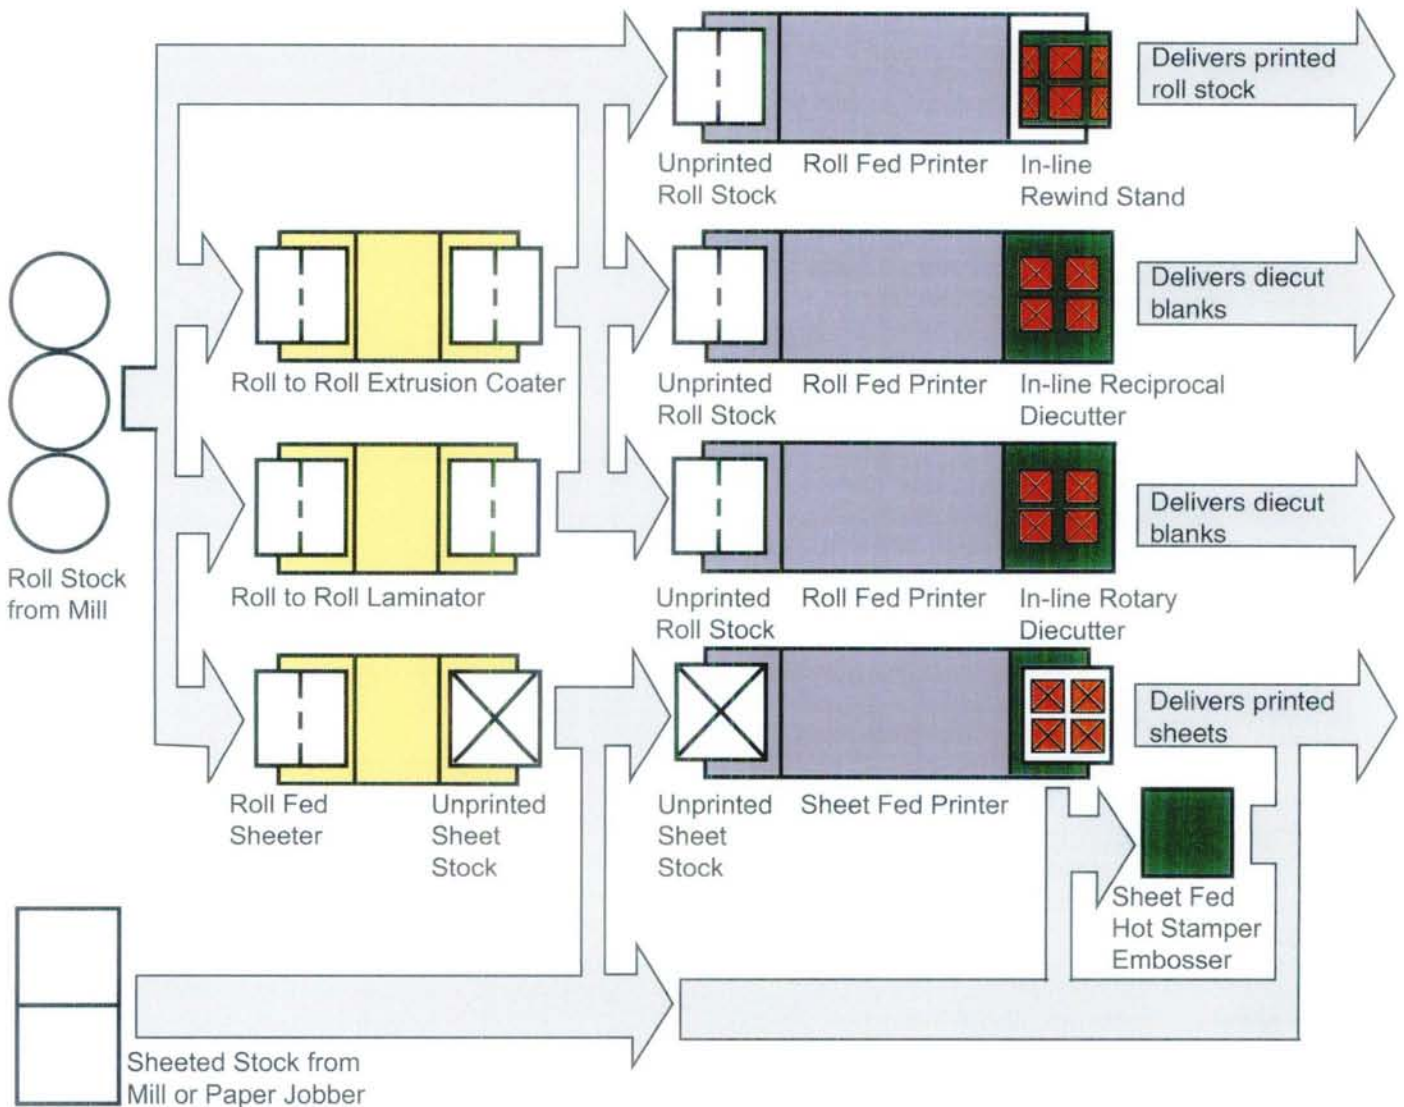 Delivers printed
roll stock
Unprinted
Roll Stock
Roll Fed Printer
In-line
Rewind Stand
Delivers diecut
blanks
Roll to Roll Extrusion Coater
Unprinted
Roll Stock
Roll Fed Printer
In-line Reciprocal
Diecutter
Delivers diecut
blanks
Roll Stock
from Mill
Roll to Roll Laminator
Unprinted
Roll Stock
Roll Fed Printer
In-line Rotary
Diecutter
Delivers printed
sheets
Roll Fed
Sheeter
Unprinted
Sheet
Stock
Unprinted
Sheet
Stock
Sheet Fed Printer
Sheet Fed
Hot Stamper
Embosser
Sheeted Stock from
Mill or Paper Jobber